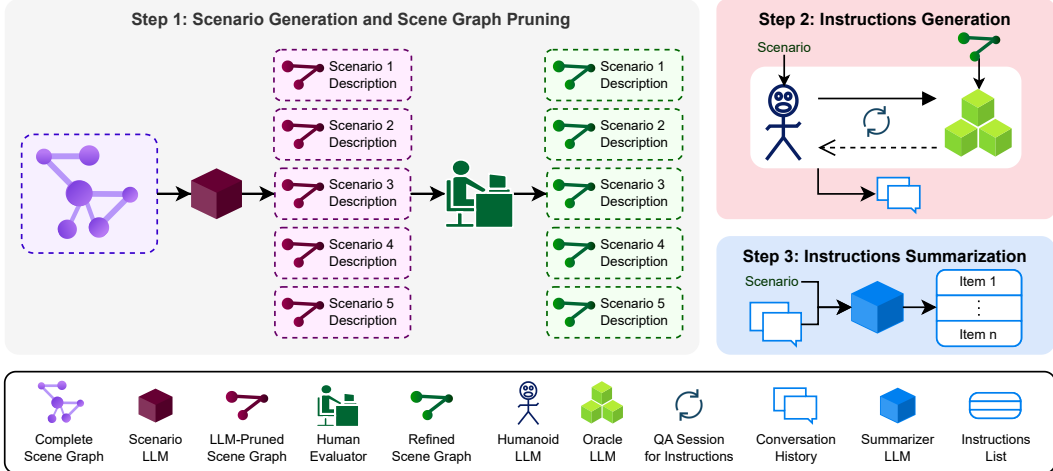 Step 1: Scenario Generation and Scene Graph Pruning
Scenario 1
Description
Scenario 2
Description
Scenario 3
Description
Scenario 4
Description
Scenario 5
Description
Scenario 1
Description
Scenario 2
Description
Scenario 3
Description
Scenario 4
Description
Scenario 5
Description
Step 2: Instructions Generation
Scenario
Step 3: Instructions Summarization
Scenario
Item 1
⋮
Item n
Complete
Scene Graph
Scenario
LLM
LLM-Pruned
Scene Graph
Human
Evaluator
Refined
Scene Graph
Humanoid
LLM
Oracle
LLM
QA Session
for Instructions
Conversation
History
Summarizer
LLM
Instructions
List